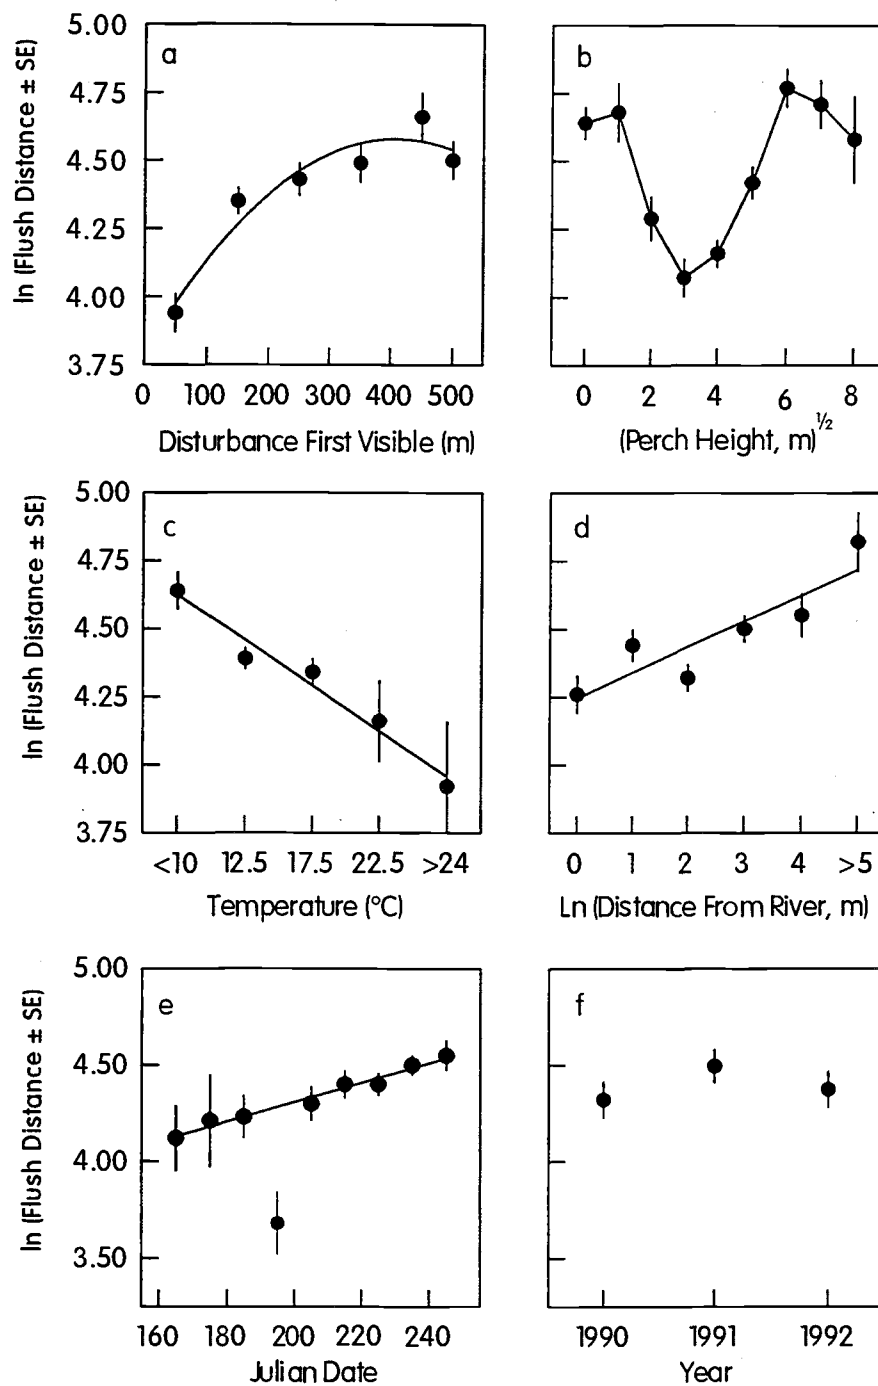 a
ln (Flush Distance ± SE)
5.00
4.75
4.50
4.25
4.00
3.75
0 100 200 300 400 500
Disturbance First Visible (m)
b
0 2 4 6 8
(Perch Height, m)½
c
ln (Flush Distance ± SE)
5.00
4.75
4.50
4.25
4.00
3.75
<10 12.5 17.5 22.5 >24
Temperature (°C)
d
0 1 2 3 4 >5
Ln (Distance From River, m)
e
ln (Flush Distance ± SE)
5.00
4.50
4.00
3.50
160 180 200 220 240
Julian Date
f
1990 1991 1992
Year